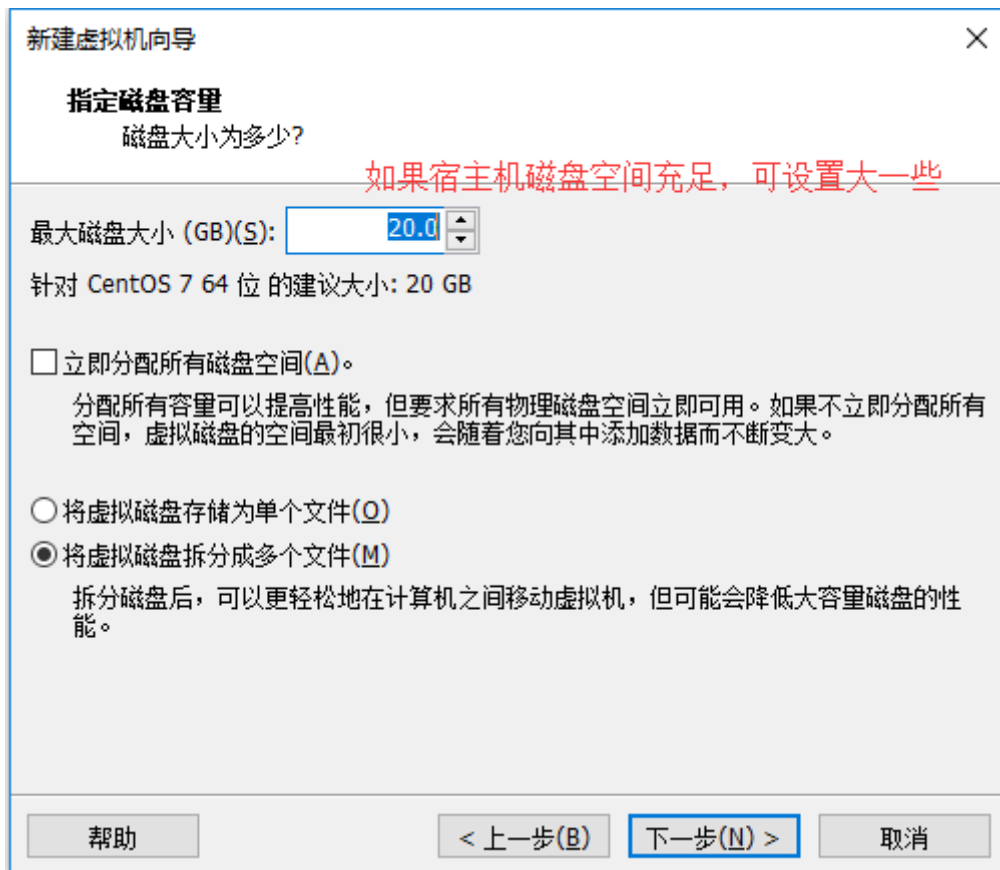 新建虚拟机向导
指定磁盘容量
磁盘大小为多少?
如果宿主机磁盘空间充足，可设置大一些
最大磁盘大小 (GB)(S): 20.0
针对 CentOS 7 64 位 的建议大小: 20 GB
立即分配所有磁盘空间(A)。
分配所有容量可以提高性能，但要求所有物理磁盘空间立即可用。如果不立即分配所有
空间，虚拟磁盘的空间最初很小，会随着您向其中添加数据而不断变大。
将虚拟磁盘存储为单个文件(O)
将虚拟磁盘拆分成多个文件(M)
拆分磁盘后，可以更轻松地在计算机之间移动虚拟机，但可能会降低大容量磁盘的性
能。
帮助 < 上一步(B) 下一步(N) > 取消